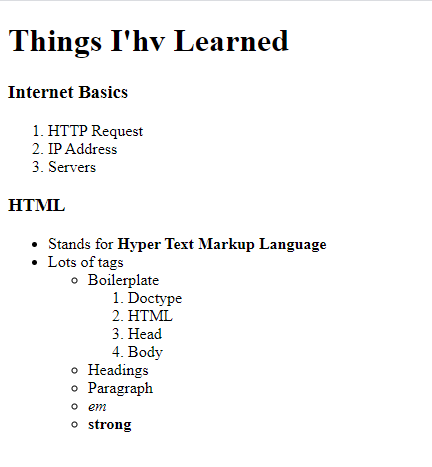 Things I'hv Learned
Internet Basics
1. HTTP Request
2. IP Address
3. Servers
HTML
• Stands for Hyper Text Markup Language
• Lots of tags
◦ Boilerplate
1. Doctype
2. HTML
3. Head
4. Body
◦ Headings
◦ Paragraph
◦ em
◦ strong